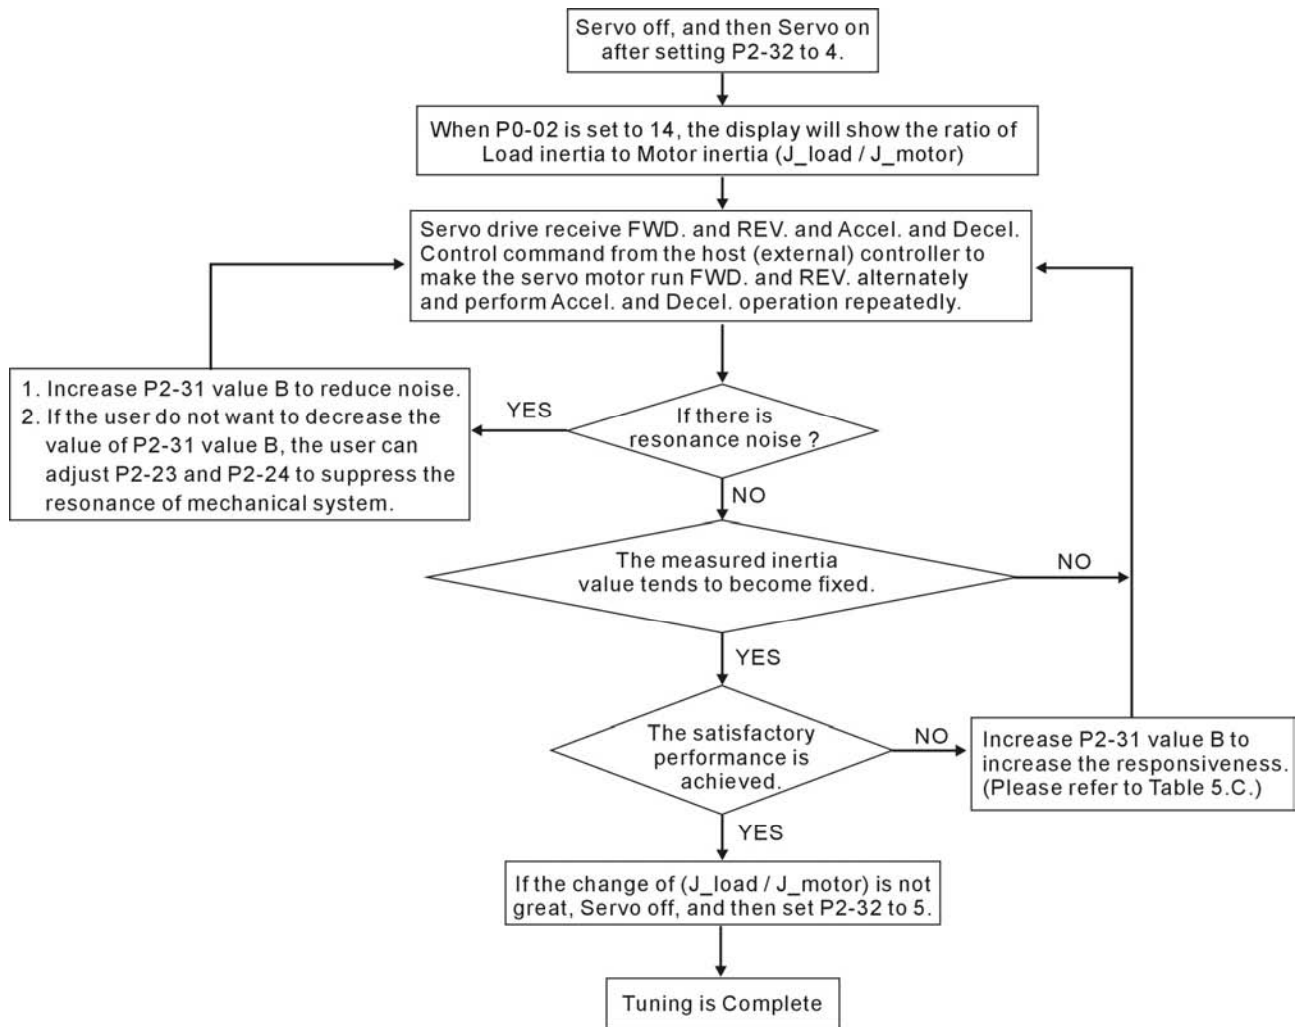 Servo off, and then Servo on
after setting P2-32 to 4.
When P0-02 is set to 14, the display will show the ratio of
Load inertia to Motor inertia (J_load / J_motor)
Servo drive receive FWD. and REV. and Accel. and Decel.
Control command from the host (external) controller to
make the servo motor run FWD. and REV. alternately
and perform Accel. and Decel. operation repeatedly.
If there is
resonance noise ?
YES
1. Increase P2-31 value B to reduce noise.
2. If the user do not want to decrease the
value of P2-31 value B, the user can
adjust P2-23 and P2-24 to suppress the
resonance of mechanical system.
NO
The measured inertia
value tends to become fixed.
NO
YES
The satisfactory
performance is
achieved.
NO
Increase P2-31 value B to
increase the responsiveness.
(Please refer to Table 5.C.)
YES
If the change of (J_load / J_motor) is not
great, Servo off, and then set P2-32 to 5.
Tuning is Complete